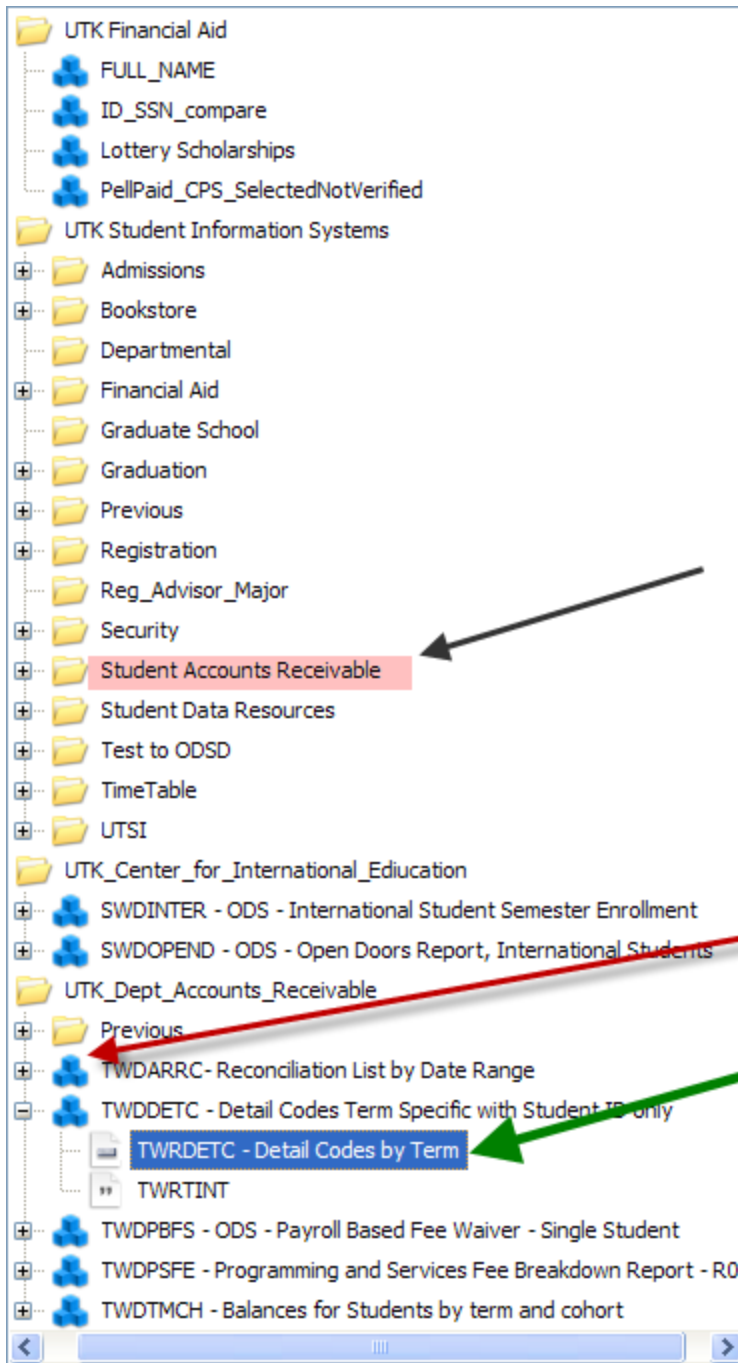 UTK Financial Aid
FULL_NAME
ID_SSN_compare
Lottery Scholarships
PellPaid_CPS_SelectedNotVerified
UTK Student Information Systems
Admissions
Bookstore
Departmental
Financial Aid
Graduate School
Graduation
Previous
Registration
Reg_Advisor_Major
Security
Student Accounts Receivable
Student Data Resources
Test to ODSD
TimeTable
UTSI
UTK_Center_for_International_Ediucation
SWDINTER - ODS - International Student Semester Enrollment
SWDOPEND - ODS - Open Doors Report, International Students
UTK_Dept_Accounts_Receivable
Previous
TWDARRC- Reconciliation List by Date Range
TWDDETC - Detail Codes Term Specific with Student ID only
TWRDETC - Detail Codes by Term
TWRTINT
TWDPBFS - ODS - Payroll Based Fee Waiver - Single Student
TWDPSFE - Programming and Services Fee Breakdown Report - R0
TWDTMCH - Balances for Students by term and cohort